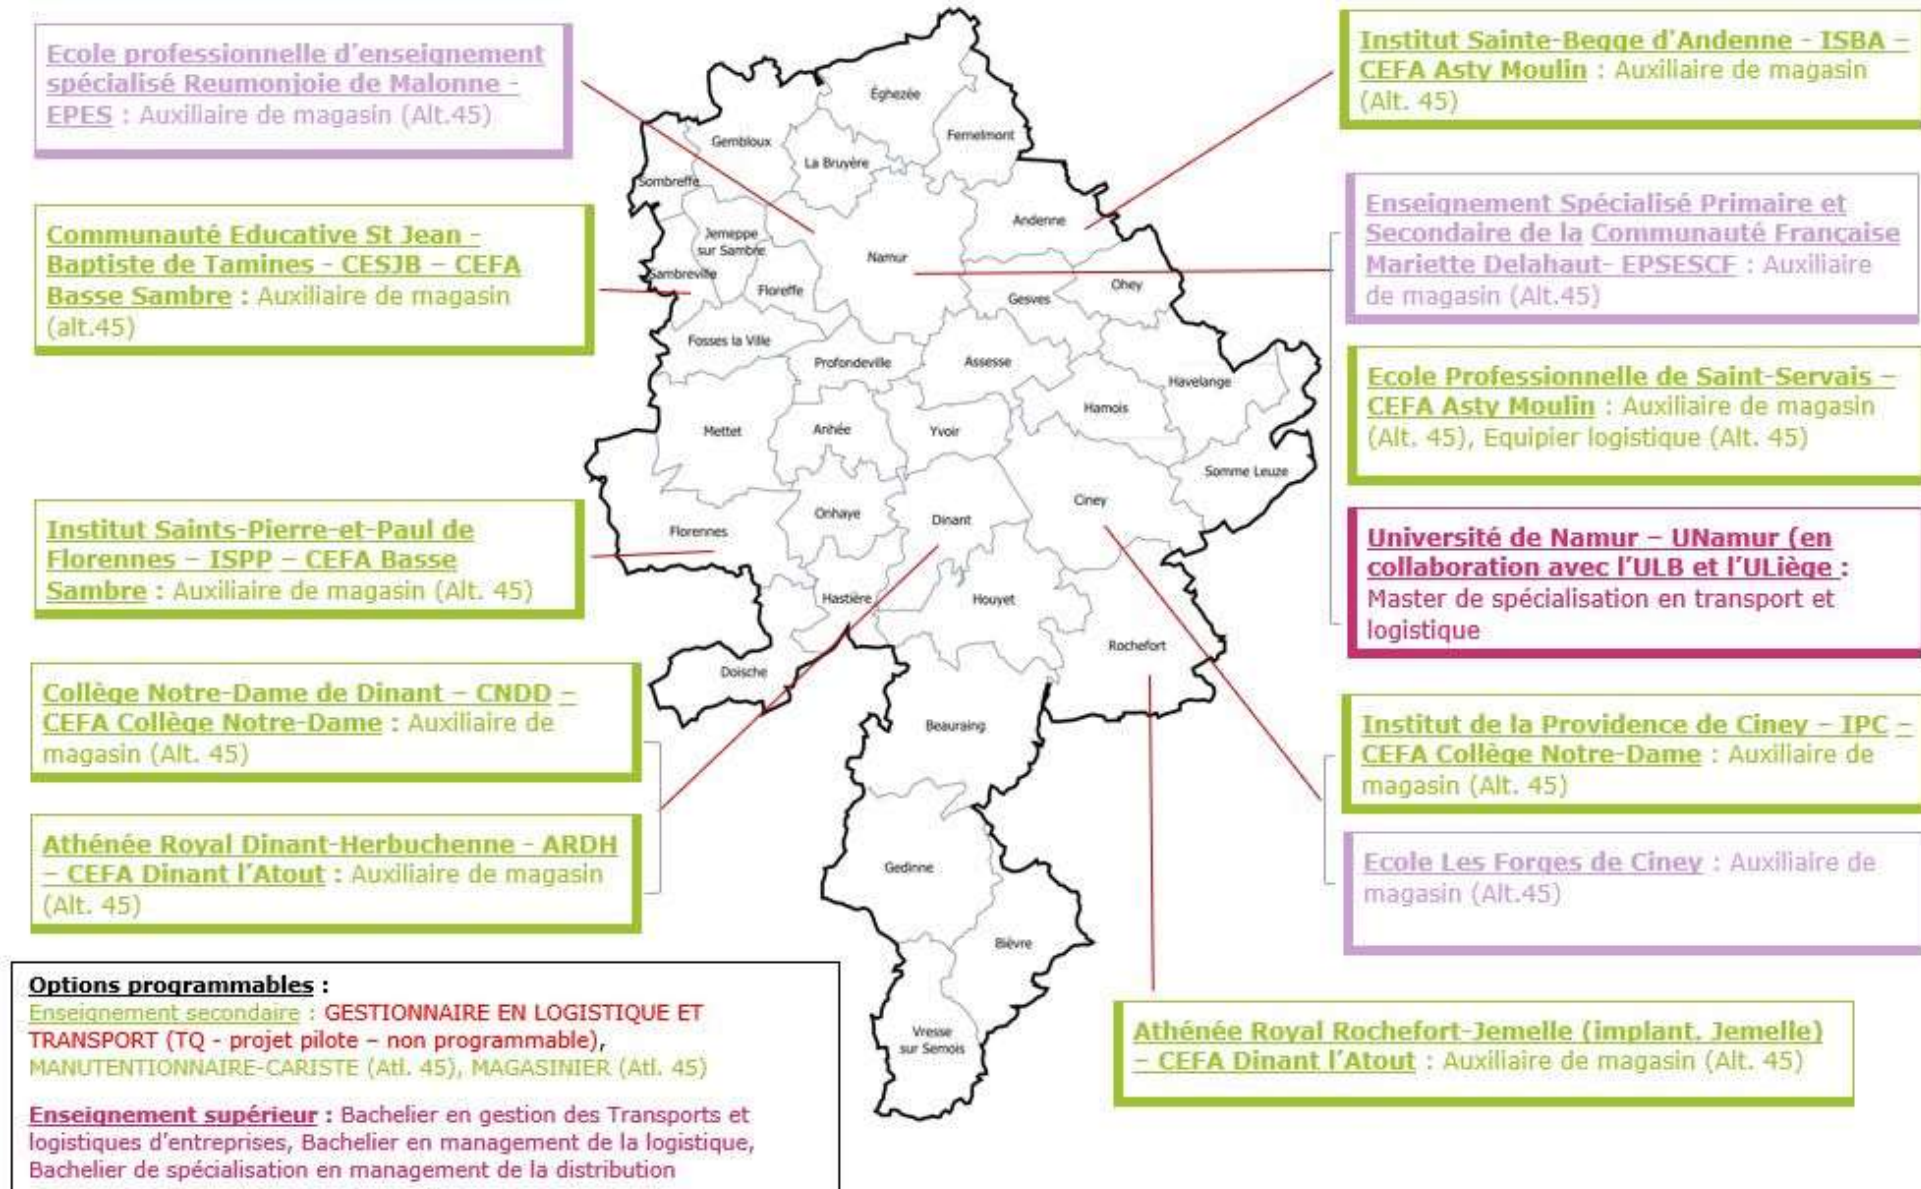 Ecole professionnelle d'enseignement
spécialisé Reumonjoie de Malonne -
EPES : Auxiliaire de magasin (Alt.45)
Communauté Educative St Jean -
Baptiste de Tamines - CESJB – CEFA
Basse Sambre : Auxiliaire de magasin
(alt.45)
Institut Saints-Pierre-et-Paul de
Florennes – ISPP – CEFA Basse
Sambre : Auxiliaire de magasin (Alt. 45)
Collège Notre-Dame de Dinant – CNDD –
CEFA Collège Notre-Dame : Auxiliaire de
magasin (Alt. 45)
Athénée Royal Dinant-Herbuchenne - ARDH
– CEFA Dinant l'Atout : Auxiliaire de magasin
(Alt. 45)
Éghezée
Gembloux
Fernelmont
La Bruyère
Sombreffe
Andenne
Jemeppe
sur Sambre
Namur
Sambreville
Floreffe
Ohey
Gesves
Fosses la Ville
Profondeville
Assesse
Havelange
Hamois
Mettet
Anhée
Yvoir
Somme Leuze
Ciney
Onhaye
Dinant
Florennes
Hastière
Houyet
Rochefort
Doische
Beauraing
Gedinne
Bièvre
Vresse
sur Semois
Institut Sainte-Begge d'Andenne - ISBA –
CEFA Asty Moulin : Auxiliaire de magasin
(Alt. 45)
Enseignement Spécialisé Primaire et
Secondaire de la Communauté Française
Mariette Delahaut- EPSESCF : Auxiliaire
de magasin (Alt.45)
Ecole Professionnelle de Saint-Servais –
CEFA Asty Moulin : Auxiliaire de magasin
(Alt. 45), Equipier logistique (Alt. 45)
Université de Namur – UNamur (en
collaboration avec l'ULB et l'ULiège :
Master de spécialisation en transport et
logistique
Institut de la Providence de Ciney – IPC –
CEFA Collège Notre-Dame : Auxiliaire de
magasin (Alt. 45)
Ecole Les Forges de Ciney : Auxiliaire de
magasin (Alt.45)
Athénée Royal Rochefort-Jemelle (implant. Jemelle)
– CEFA Dinant l'Atout : Auxiliaire de magasin (Alt. 45)
Options programmables :
Enseignement secondaire : GESTIONNAIRE EN LOGISTIQUE ET
TRANSPORT (TQ - projet pilote – non programmable),
MANUTENTIONNAIRE-CARISTE (Atl. 45), MAGASINIER (Atl. 45)
Enseignement supérieur : Bachelier en gestion des Transports et
logistiques d'entreprises, Bachelier en management de la logistique,
Bachelier de spécialisation en management de la distribution